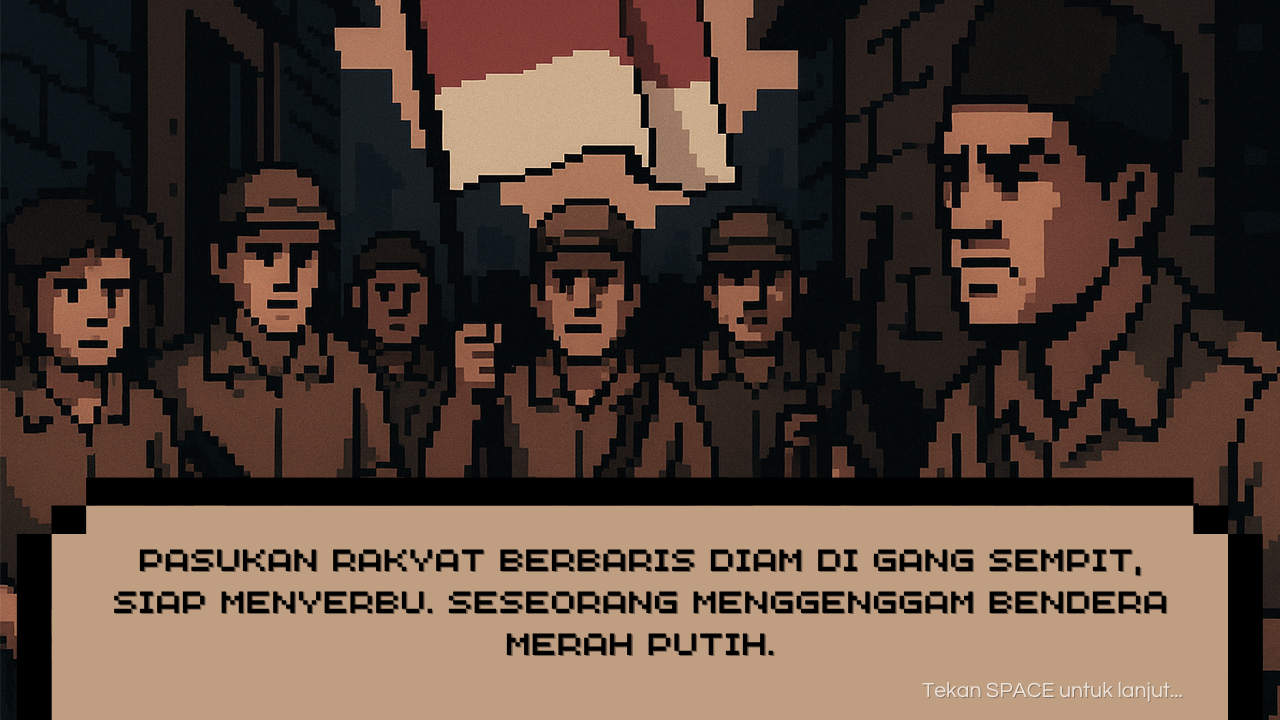 PASUKAN RAKYAT BERBARIS DIAM DI GANG SEMPIT,
SIAP MENYERBU. SESEORANG MENGGENGGAM BENDERA
MERAH PUTIH.
Tekan SPACE untuk lanjut...